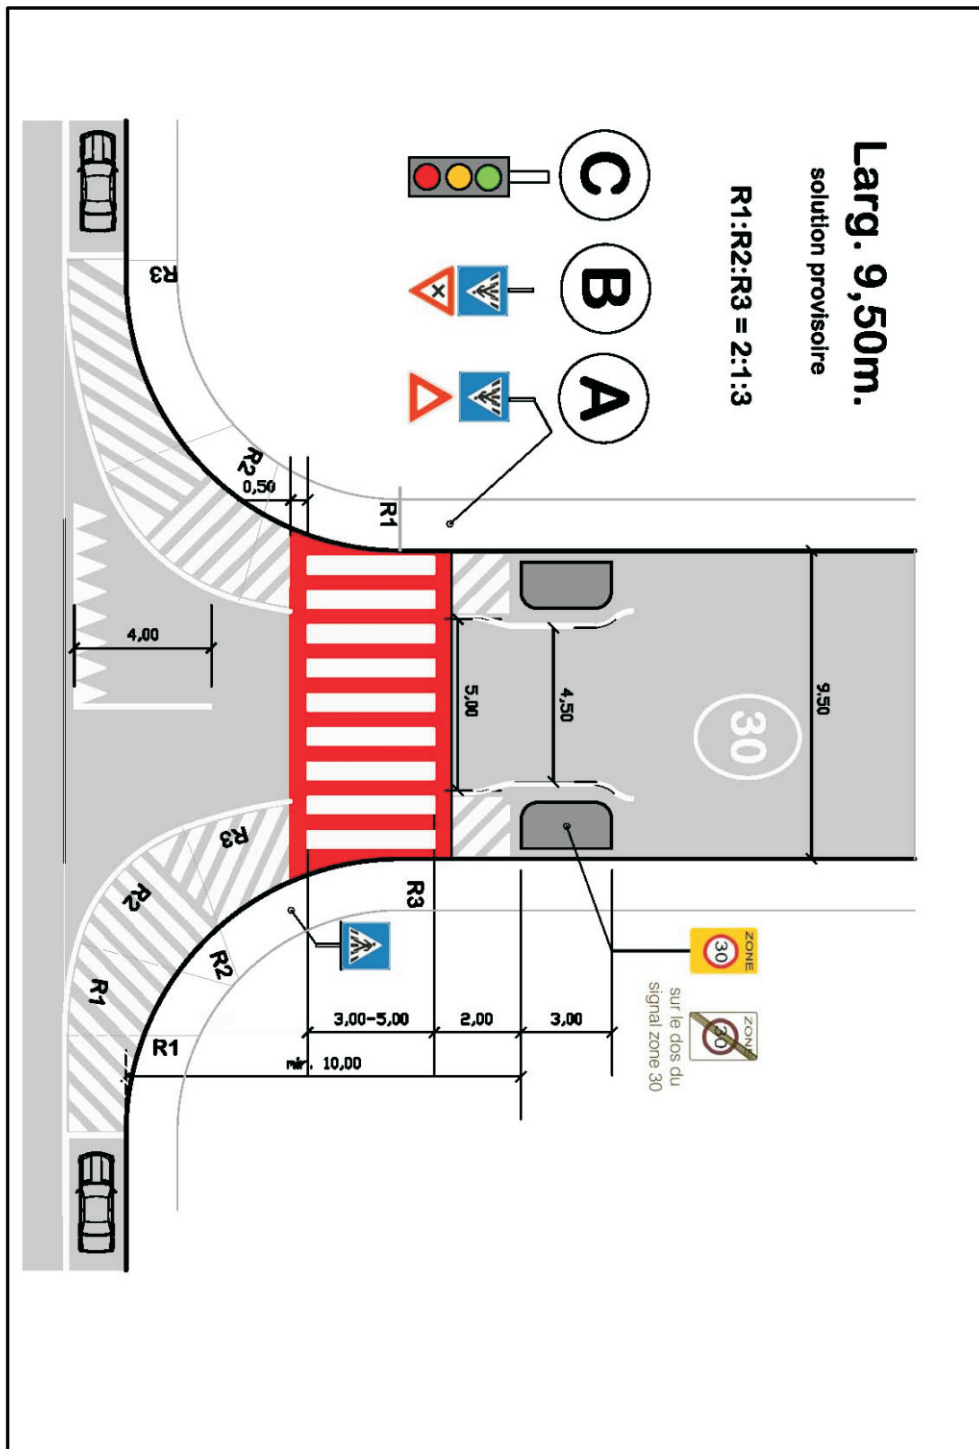 Larg. 9,50m.
solution provisoire
R1:R2:R3 = 2:1:3
C
B
A
R3
R2
0,50
R1
4,00
5,00
4,50
9.50
30
R3
R2
R1
R3
R2
R1
3,00-5,00
2,00
3,00
10,00
ZONE
30
ZONE
30
sur le dos du
signal zone 30